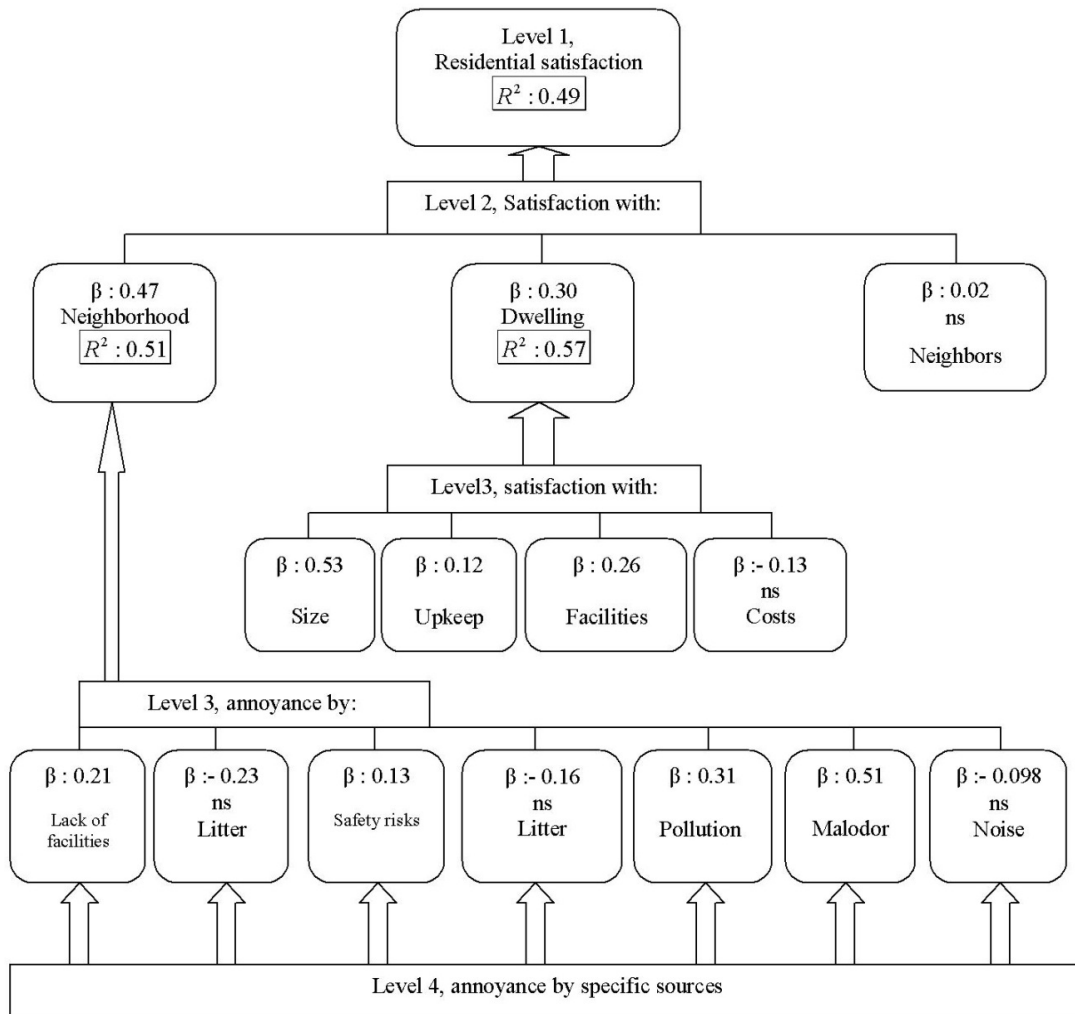 Level 1,
Residential satisfaction
R² : 0.49
Level 2, Satisfaction with:
β : 0.47
Neighborhood
R² : 0.51
β : 0.30
Dwelling
R² : 0.57
β : 0.02
ns
Neighbors
Level3, satisfaction with:
β : 0.53
Size
β : 0.12
Upkeep
β : 0.26
Facilities
β :- 0.13
ns
Costs
Level 3, annoyance by:
β : 0.21
Lack of
facilities
β :- 0.23
ns
Litter
β : 0.13
Safety risks
β :- 0.16
ns
Litter
β : 0.31
Pollution
β : 0.51
Malodor
β :- 0.098
ns
Noise
Level 4, annoyance by specific sources